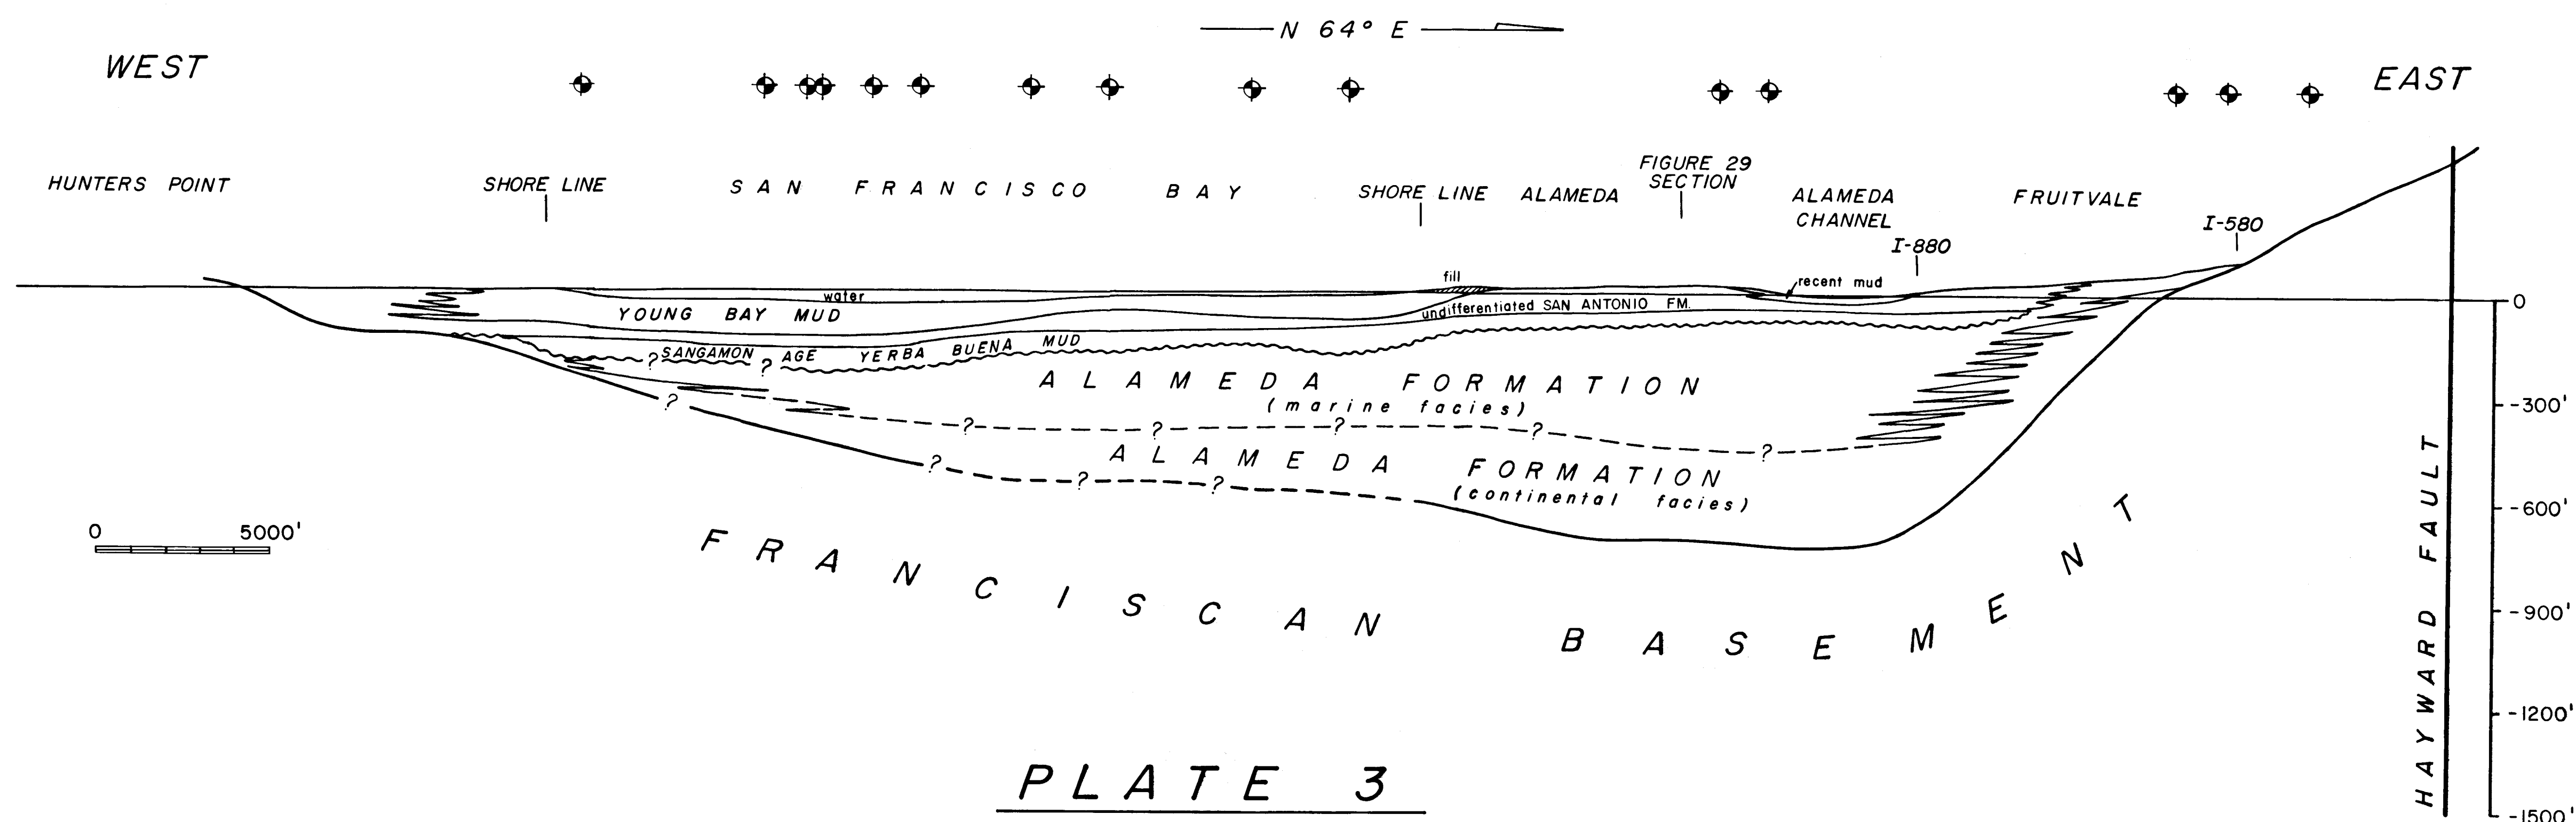 N 64° E
WEST
EAST
HUNTERS POINT
SHORE LINE
SAN FRANCISCO BAY
SHORE LINE
ALAMEDA
FIGURE 29
SECTION
ALAMEDA
CHANNEL
I-880
FRUITVALE
I-580
fill
recent mud
water
YOUNG BAY MUD
undifferentiated SAN ANTONIO FM.
? SANGAMON ? AGE YERBA BUENA MUD
ALAMEDA FORMATION
(marine facies)
? ? ? ? ? ?
ALAMEDA FORMATION
(continental facies)
? ? ?
FRANCISCAN BASEMENT
HAYWARD FAULT
0
-300'
-600'
-900'
-1200'
-1500'
0 5000'
PLATE 3